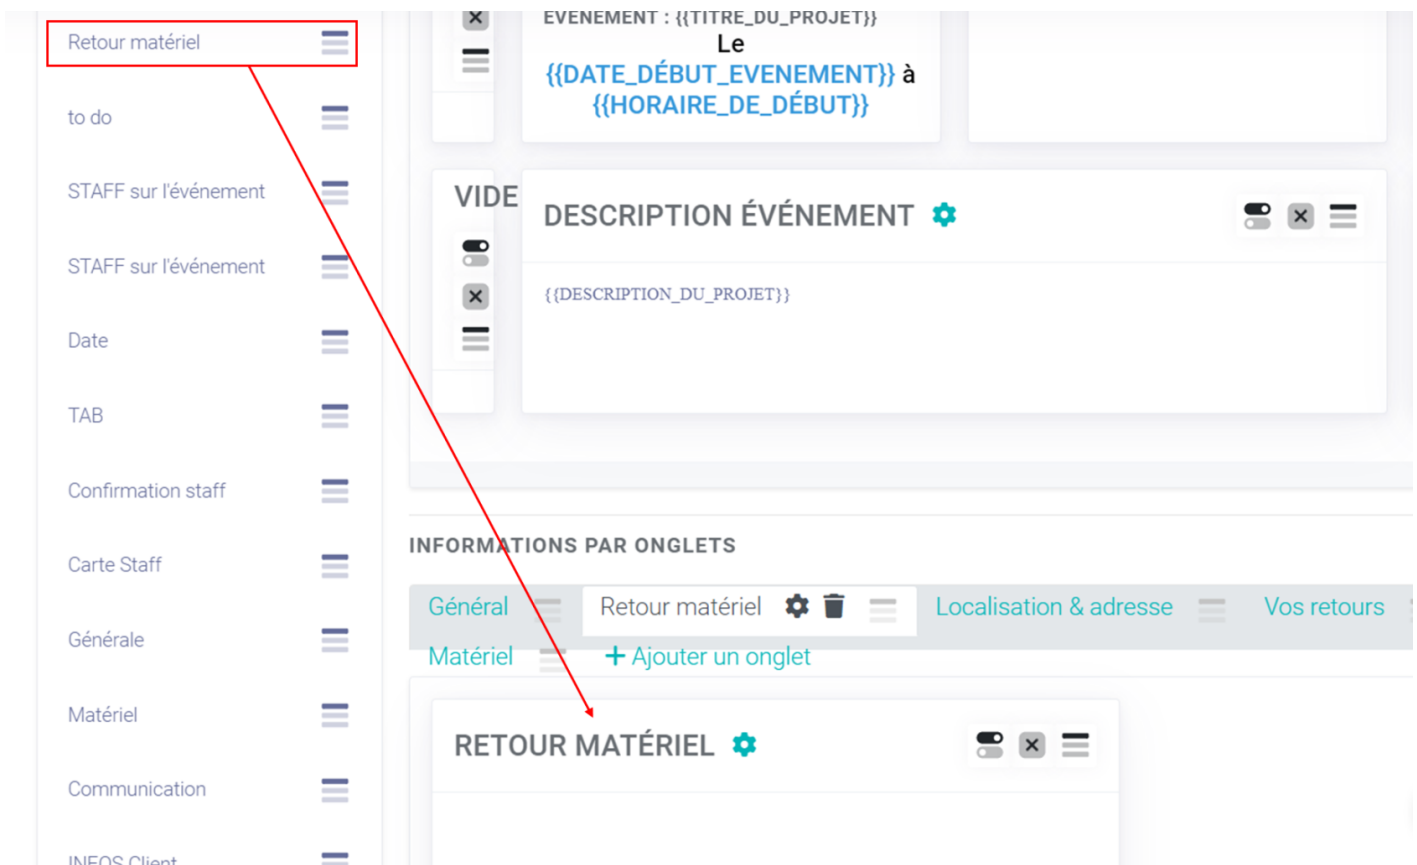 Retour matériel
to do
STAFF sur l'événement
STAFF sur l'événement
Date
TAB
Confirmation staff
Carte Staff
Générale
Matériel
Communication
INFOS Client
EVENEMENT : {{TITRE_DU_PROJET}}
Le
{{DATE_DÉBUT_EVENEMENT}} à
{{HORAIRE_DE_DÉBUT}}
VIDE
DESCRIPTION ÉVÉNEMENT
{{DESCRIPTION_DU_PROJET}}
INFORMATIONS PAR ONGLETS
Général Retour matériel Localisation & adresse Vos retours
Matériel + Ajouter un onglet
RETOUR MATÉRIEL